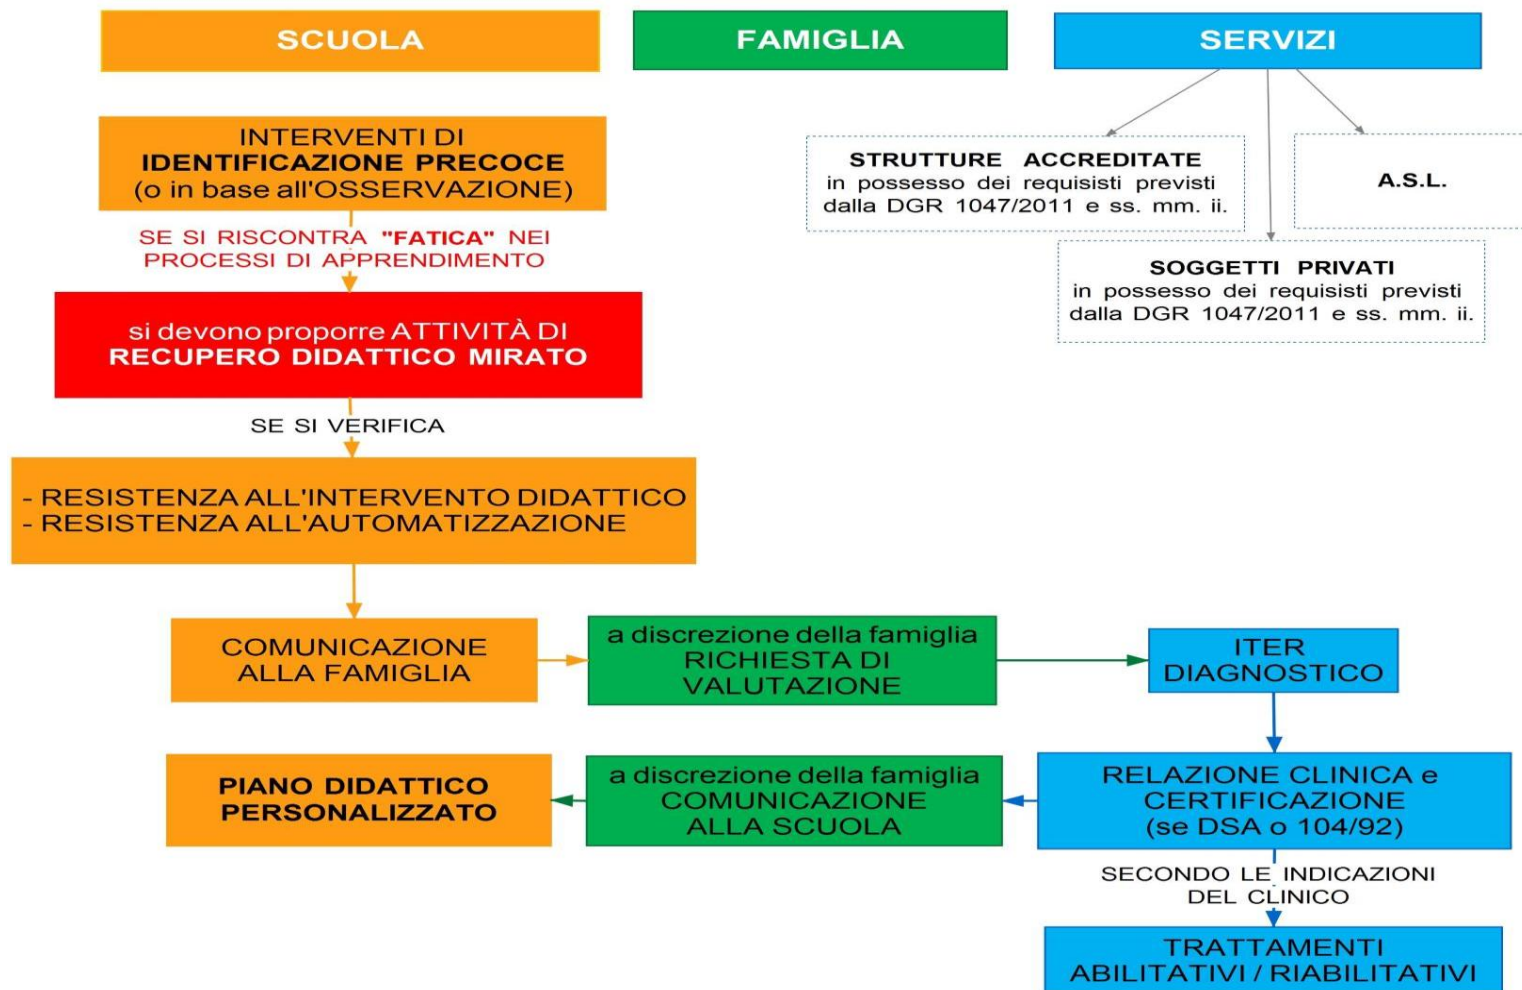 SCUOLA
FAMIGLIA
SERVIZI
INTERVENTI DI
IDENTIFICAZIONE PRECOCE
(o in base all'OSSERVAZIONE)
STRUTTURE ACCREDITATE
in possesso dei requisisti previsti
dalla DGR 1047/2011 e ss. mm. ii.
A.S.L.
SOGGETTI PRIVATI
in possesso dei requisisti previsti
dalla DGR 1047/2011 e ss. mm. ii.
SE SI RISCONTRA "FATICA" NEI
PROCESSI DI APPRENDIMENTO
si devono proporre ATTIVITÀ DI
RECUPERO DIDATTICO MIRATO
SE SI VERIFICA
- RESISTENZA ALL'INTERVENTO DIDATTICO
- RESISTENZA ALL'AUTOMATIZZAZIONE
COMUNICAZIONE
ALLA FAMIGLIA
a discrezione della famiglia
RICHIESTA DI
VALUTAZIONE
ITER
DIAGNOSTICO
PIANO DIDATTICO
PERSONALIZZATO
a discrezione della famiglia
COMUNICAZIONE
ALLA SCUOLA
RELAZIONE CLINICA e
CERTIFICAZIONE
(se DSA o 104/92)
SECONDO LE INDICAZIONI
DEL CLINICO
TRATTAMENTI
ABILITATIVI / RIABILITATIVI